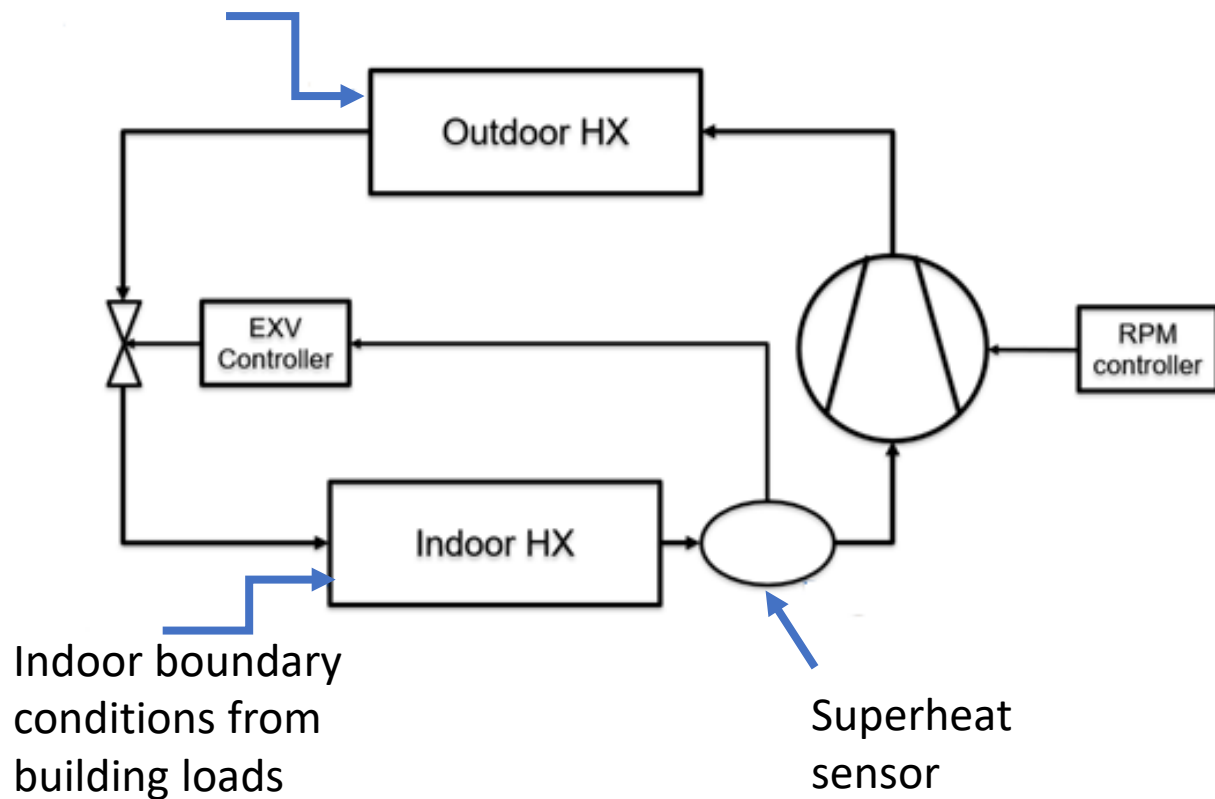 Outdoor HX
EXV
Controller
RPM
controller
Indoor HX
Indoor boundary
conditions from
building loads
Superheat
sensor